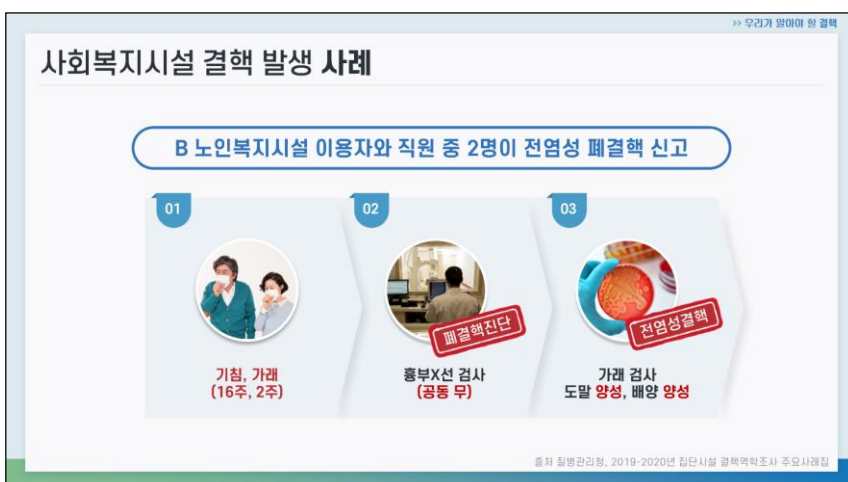 >> 우리가 알아야 할 결핵
사회복지시설 결핵 발생 사례
B 노인복지시설 이용자와 직원 중 2명이 전염성 폐결핵 신고
01
02
03
폐결핵진단
전염성결핵
기침, 가래
(16주, 2주)
흉부X선 검사
(공동 무)
가래 검사
도말 양성, 배양 양성
출처 질병관리청, 2019-2020년 집단시설 결핵역학조사 주요사례집